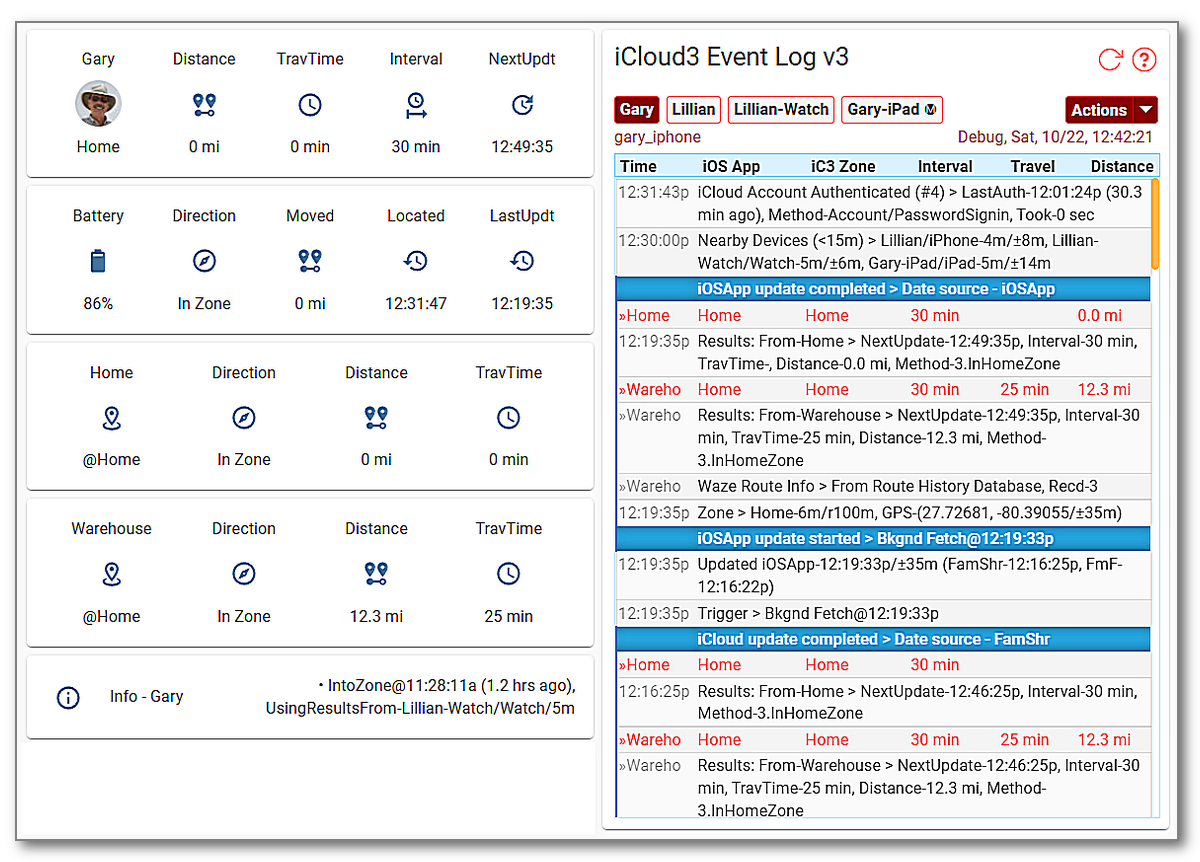 Gary Distance TravTime Interval NextUpdt
Home 0 mi 0 min 30 min 12:49:35
Battery Direction Moved Located LastUpdt
86% In Zone 0 mi 12:31:47 12:19:35
Home Direction Distance TravTime
@Home In Zone 0 mi 0 min
Warehouse Direction Distance TravTime
@Home In Zone 12.3 mi 25 min
Info - Gary
• IntoZone@11:28:11a (1.2 hrs ago),
UsingResultsFrom-Lillian-Watch/Watch/5m
iCloud3 Event Log v3
Gary Lillian Lillian-Watch Gary-iPad Ⓜ Actions
gary_iphone Debug, Sat, 10/22, 12:42:21
Time iOS App iC3 Zone Interval Travel Distance
12:31:43p iCloud Account Authenticated (#4) > LastAuth-12:01:24p (30.3
min ago), Method-Account/PasswordSignin, Took-0 sec
12:30:00p Nearby Devices (<15m) > Lillian/iPhone-4m/±8m, Lillian-
Watch/Watch-5m/±6m, Gary-iPad/iPad-5m/±14m
iOSApp update completed > Date source - iOSApp
»Home Home Home 30 min 0.0 mi
12:19:35p Results: From-Home > NextUpdate-12:49:35p, Interval-30 min,
TravTime-, Distance-0.0 mi, Method-3.InHomeZone
»Wareho Home Home 30 min 25 min 12.3 mi
»Wareho Results: From-Warehouse > NextUpdate-12:49:35p, Interval-30
min, TravTime-25 min, Distance-12.3 mi, Method-
3.InHomeZone
»Wareho Waze Route Info > From Route History Database, Recd-3
12:19:35p Zone > Home-6m/r100m, GPS-(27.72681, -80.39055/±35m)
iOSApp update started > Bkgnd Fetch@12:19:33p
12:19:35p Updated iOSApp-12:19:33p/±35m (FamShr-12:16:25p, FmF-
12:16:22p)
12:19:35p Trigger > Bkgnd Fetch@12:19:33p
iCloud update completed > Date source - FamShr
»Home Home Home 30 min
12:16:25p Results: From-Home > NextUpdate-12:46:25p, Interval-30 min,
Method-3.InHomeZone
»Wareho Home Home 30 min 25 min 12.3 mi
»Wareho Results: From-Warehouse > NextUpdate-12:46:25p, Interval-30
min, TravTime-25 min, Distance-12.3 mi, Method-
3.InHomeZone